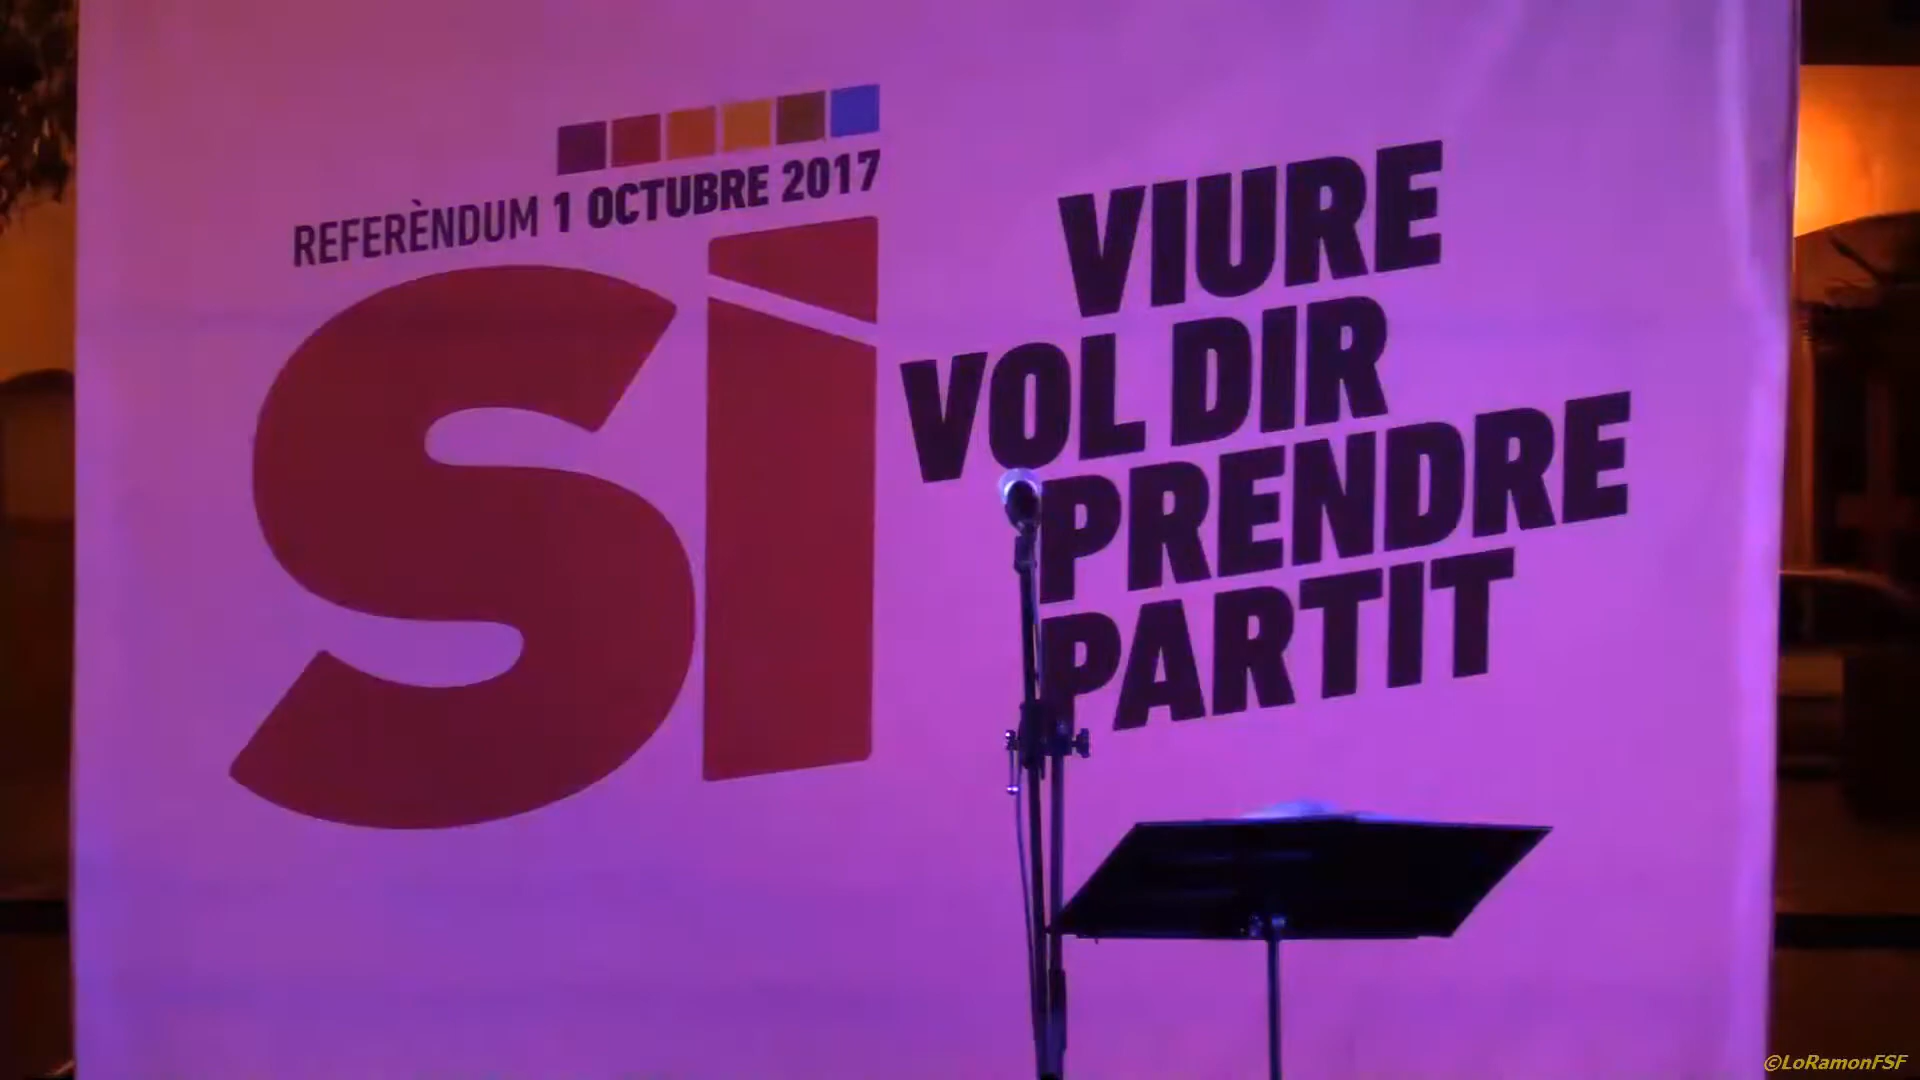 REFERÈNDUM 1 OCTUBRE 2017
SÍ
VIURE
VOL DIR
PRENDRE
PARTIT
©LoRamonFSF